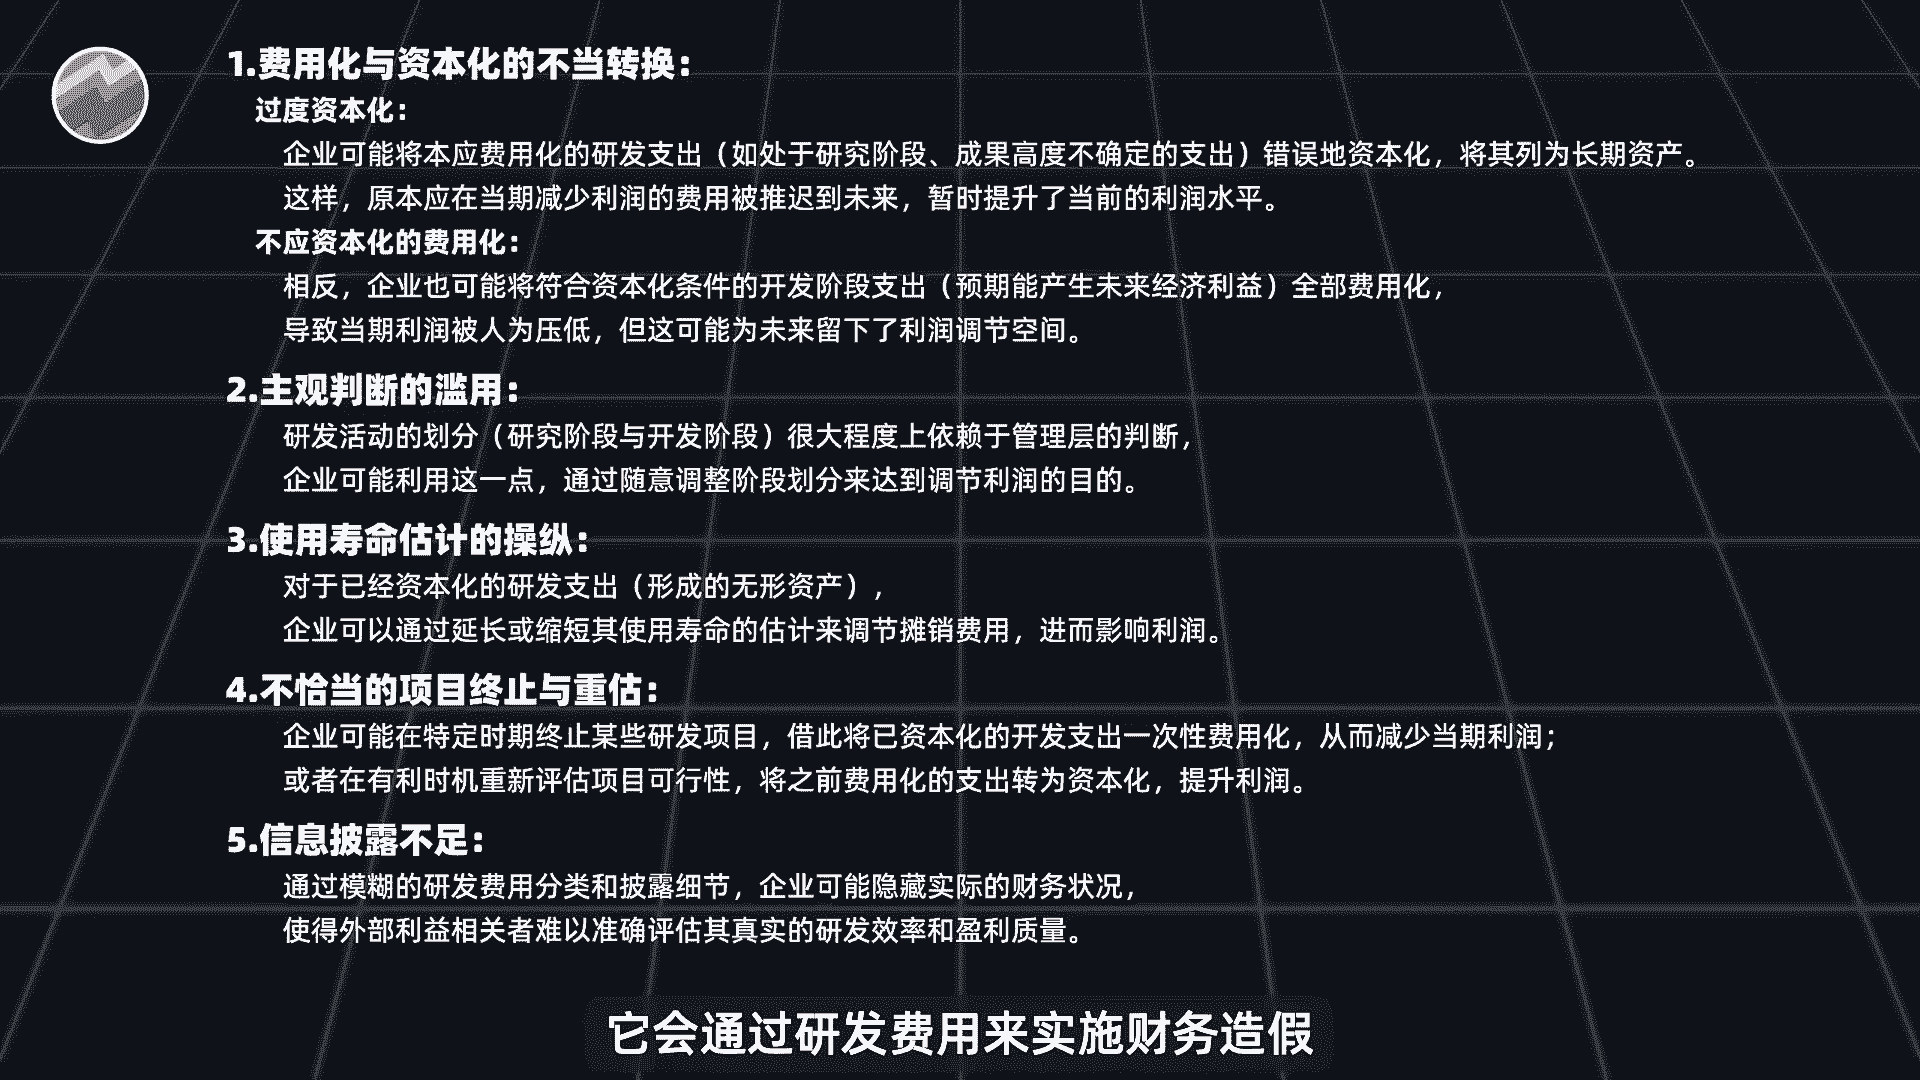 1.费用化与资本化的不当转换：
过度资本化：
企业可能将本应费用化的研发支出（如处于研究阶段、成果高度不确定的支出）错误地资本化，将其列为长期资产。
这样，原本应在当期减少利润的费用被推迟到未来，暂时提升了当前的利润水平。
不应资本化的费用化：
相反，企业也可能将符合资本化条件的开发阶段支出（预期能产生未来经济利益）全部费用化，
导致当期利润被人为压低，但这可能为未来留下了利润调节空间。
2.主观判断的滥用：
研发活动的划分（研究阶段与开发阶段）很大程度上依赖于管理层的判断，
企业可能利用这一点，通过随意调整阶段划分来达到调节利润的目的。
3.使用寿命估计的操纵：
对于已经资本化的研发支出（形成的无形资产），
企业可以通过延长或缩短其使用寿命的估计来调节摊销费用，进而影响利润。
4.不恰当的项目终止与重估：
企业可能在特定时期终止某些研发项目，借此将已资本化的开发支出一次性费用化，从而减少当期利润；
或者在有利时机重新评估项目可行性，将之前费用化的支出转为资本化，提升利润。
5.信息披露不足：
通过模糊的研发费用分类和披露细节，企业可能隐藏实际的财务状况，
使得外部利益相关者难以准确评估其真实的研发效率和盈利质量。
它会通过研发费用来实施财务造假